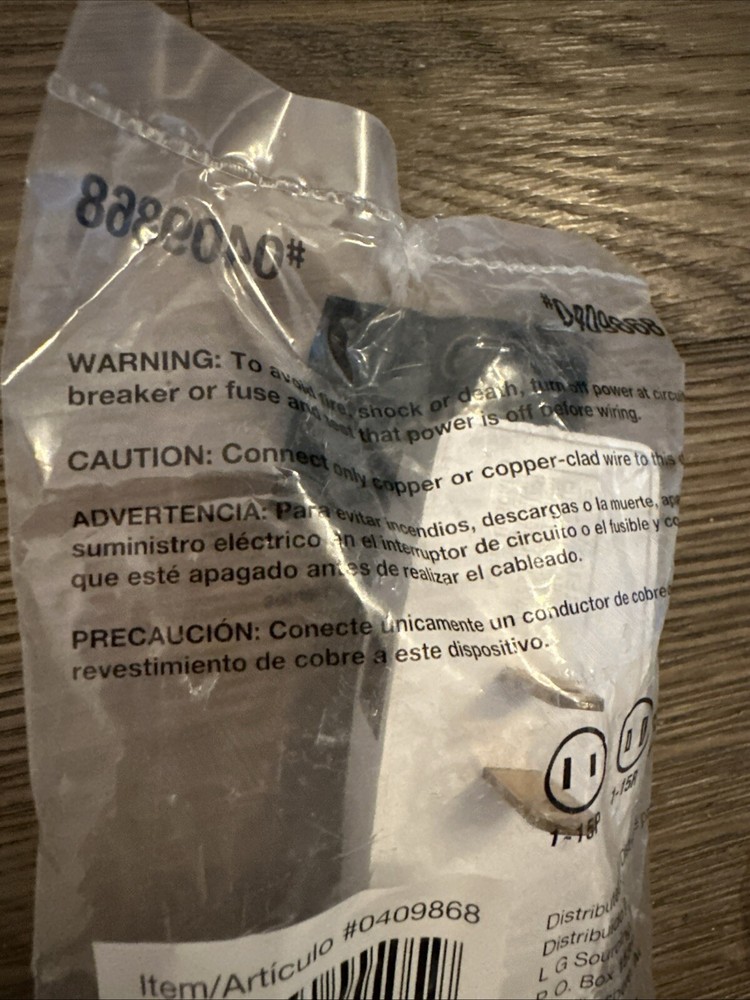 #0409868
#0409868
WARNING: To avoid fire, shock or death, turn off power at circuit
breaker or fuse and test that power is off before wiring.
CAUTION: Connect only copper or copper-clad wire to this
ADVERTENCIA: Para evitar incendios, descargas o la muerte,
suministro eléctrico en el interruptor de circuito o el fusible y
que esté apagado antes de realizar el cableado.
PRECAUCIÓN: Conecte únicamente un conductor de cobre
revestimiento de cobre a este dispositivo.
1-15P
1-15R
Item/Artículo #0409868
L G
P.O. Box